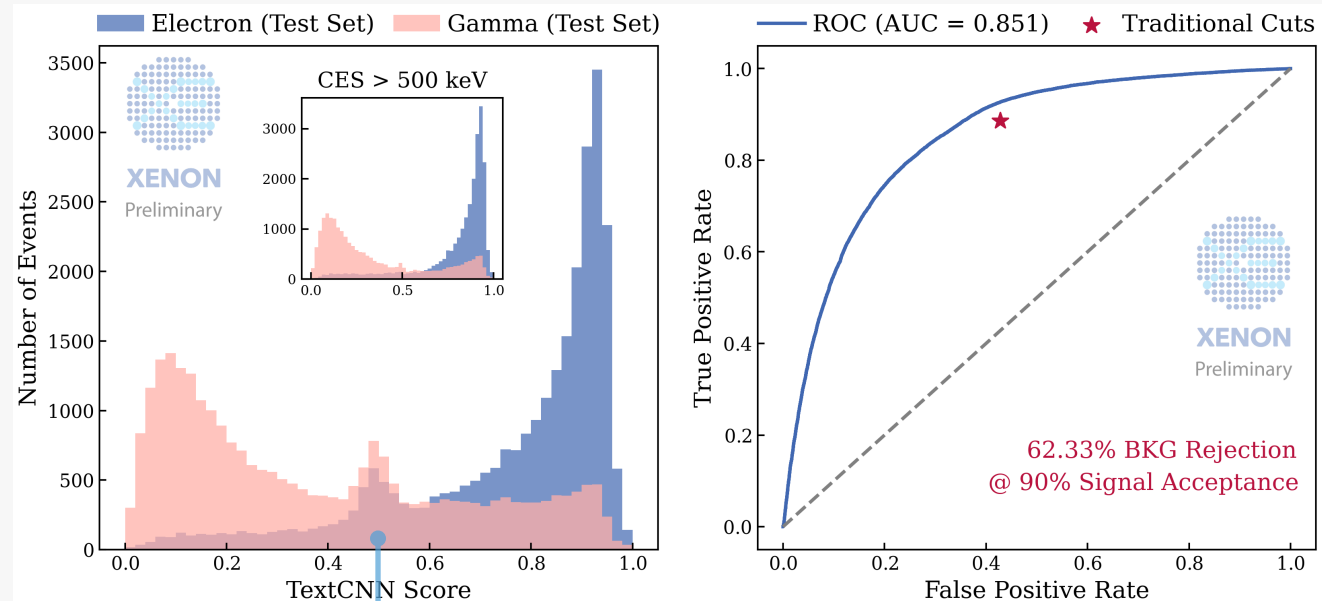 Electron (Test Set) Gamma (Test Set)
CES > 500 keV
3000
2000
1000
0
0.0 0.5 1.0
XENON
Preliminary
Number of Events
3500
3000
2500
2000
1500
1000
500
0
0.0 0.2 0.4 0.6 0.8 1.0
TextCNN Score
ROC (AUC = 0.851) Traditional Cuts
True Positive Rate
1.0
0.8
0.6
0.4
0.2
0.0
XENON
Preliminary
62.33% BKG Rejection
@ 90% Signal Acceptance
0.0 0.2 0.4 0.6 0.8 1.0
False Positive Rate